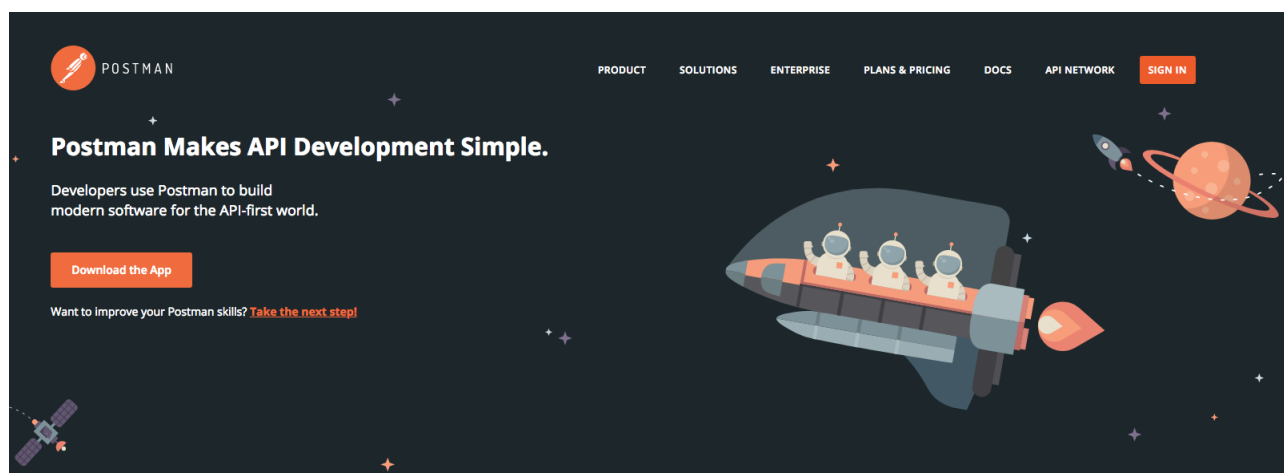 POSTMAN
PRODUCT SOLUTIONS ENTERPRISE PLANS & PRICING DOCS API NETWORK SIGN IN
Postman Makes API Development Simple.
Developers use Postman to build
modern software for the API-first world.
Download the App
Want to improve your Postman skills? Take the next step!